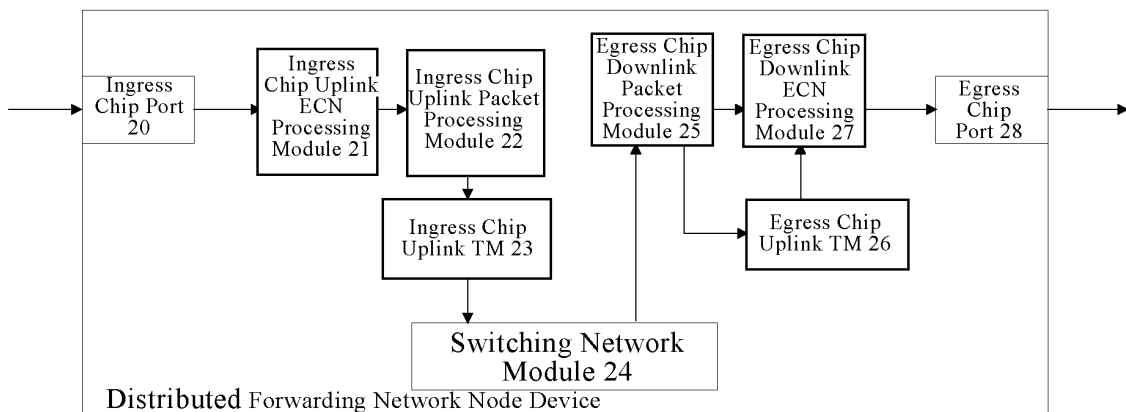 Ingress
Chip Port
20
Ingress
Chip Uplink
ECN
Processing
Module 21
Ingress Chip
Uplink Packet
Processing
Module 22
Ingress Chip
Uplink TM 23
Switching Network
Module 24
Egress Chip
Downlink
Packet
Processing
Module 25
Egress Chip
Downlink
ECN
Processing
Module 27
Egress Chip
Uplink TM 26
Egress
Chip
Port 28
Distributed Forwarding Network Node Device